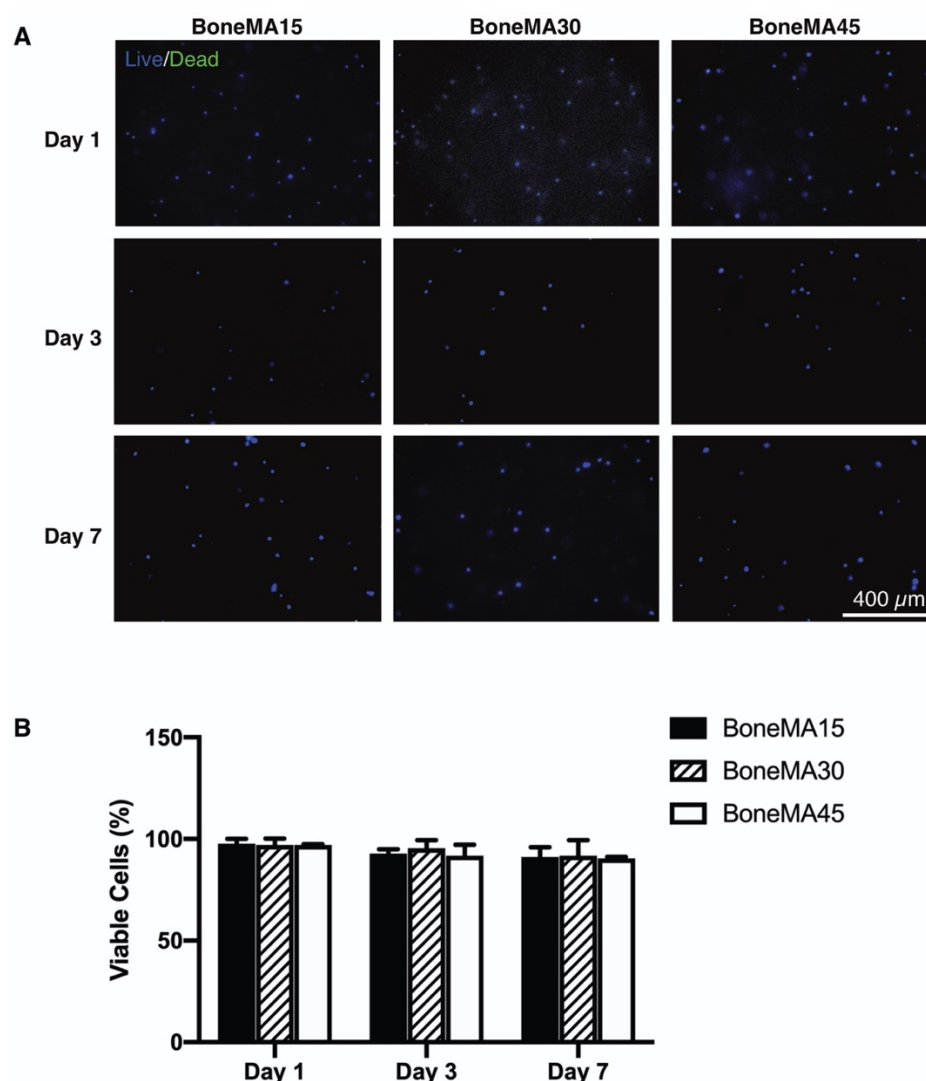 A
BoneMA15 BoneMA30 BoneMA45
Live/Dead
Day 1
Day 3
Day 7
400 µm
B
BoneMA15
BoneMA30
BoneMA45
Viable Cells (%)
150
100
50
0
Day 1 Day 3 Day 7